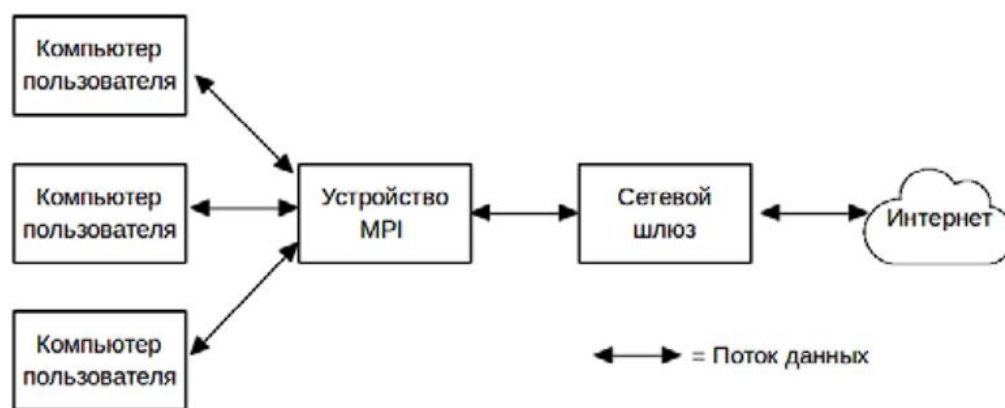 Компьютер
пользователя
Компьютер
пользователя
Устройство
MPI
Сетевой
шлюз
Интернет
Компьютер
пользователя
= Поток данных